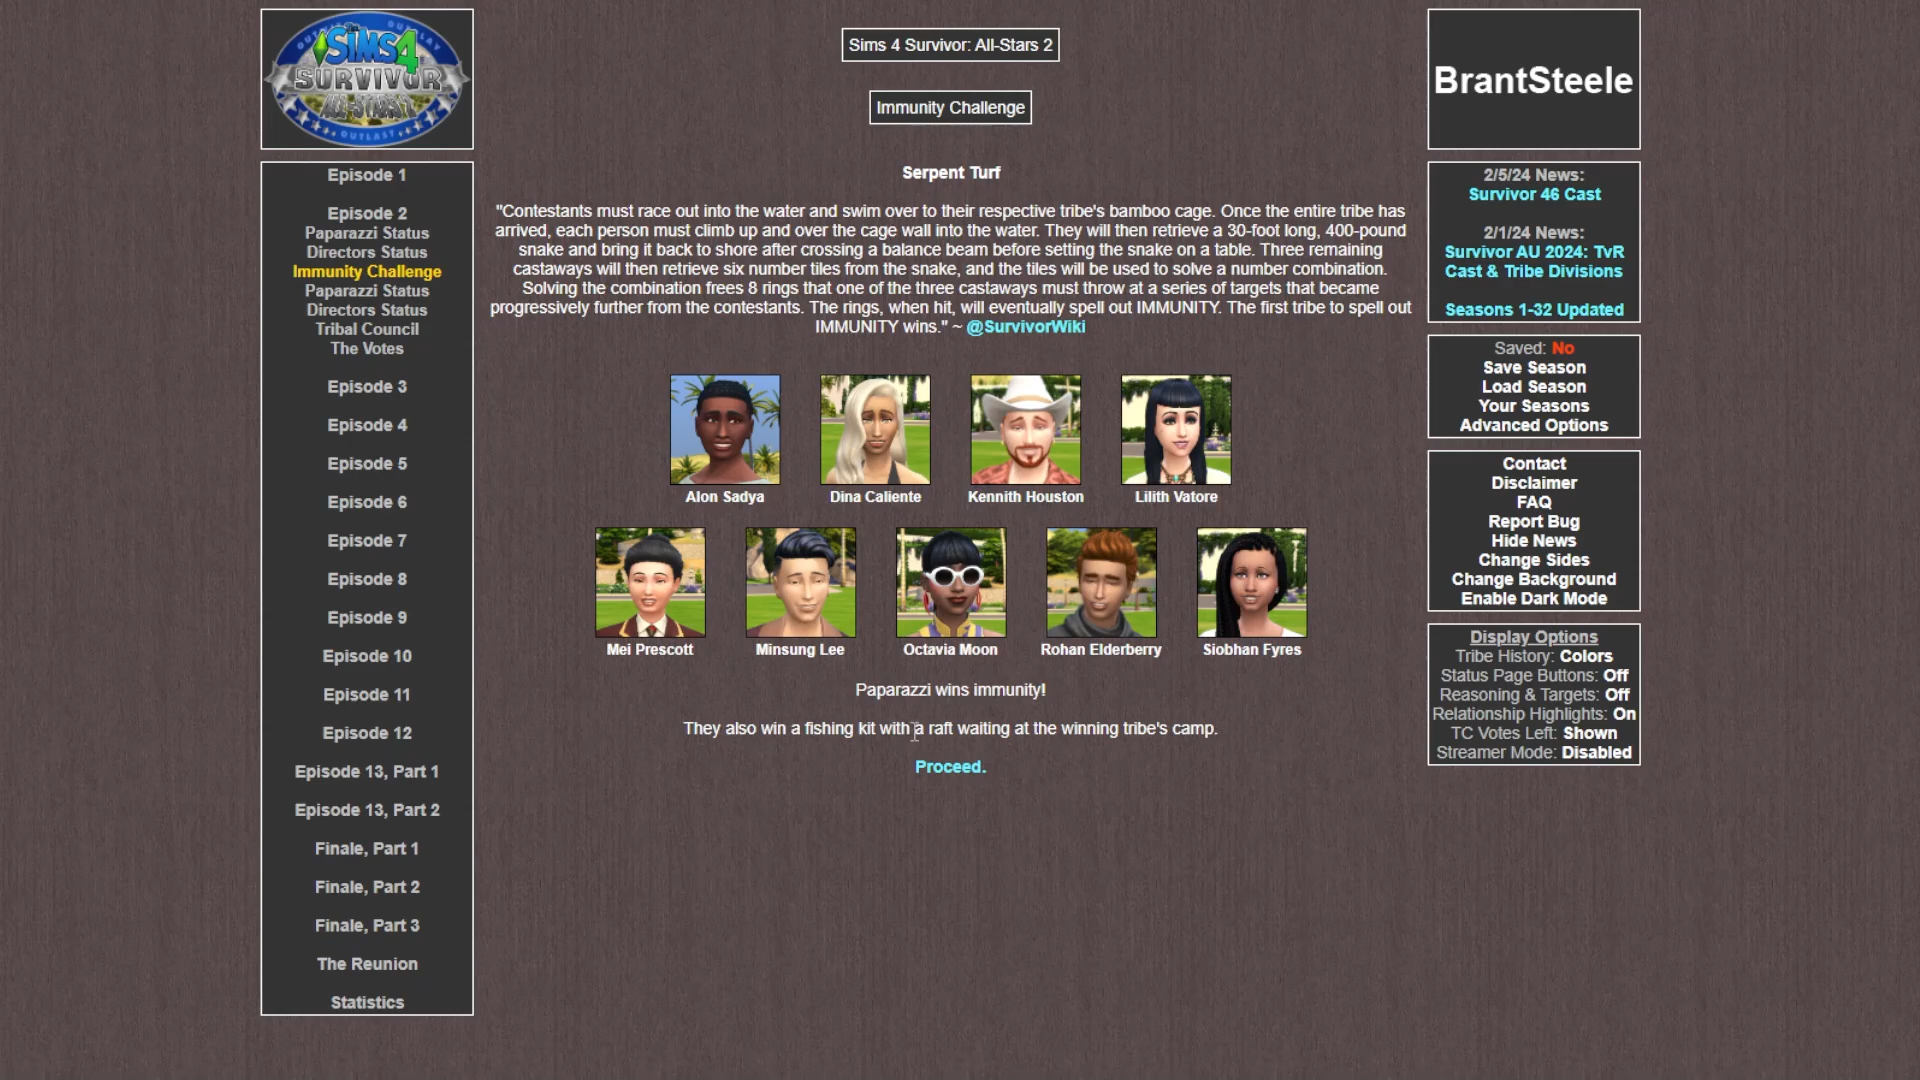 OUTWIT
OUTPLAY
The
SIMS 4
SURVIVOR
ALL-STARS 2
OUTLAST
Episode 1
Episode 2
Paparazzi Status
Directors Status
Immunity Challenge
Paparazzi Status
Directors Status
Tribal Council
The Votes
Episode 3
Episode 4
Episode 5
Episode 6
Episode 7
Episode 8
Episode 9
Episode 10
Episode 11
Episode 12
Episode 13, Part 1
Episode 13, Part 2
Finale, Part 1
Finale, Part 2
Finale, Part 3
The Reunion
Statistics
Sims 4 Survivor: All-Stars 2
Immunity Challenge
Serpent Turf
"Contestants must race out into the water and swim over to their respective tribe's bamboo cage. Once the entire tribe has
arrived, each person must climb up and over the cage wall into the water. They will then retrieve a 30-foot long, 400-pound
snake and bring it back to shore after crossing a balance beam before setting the snake on a table. Three remaining
castaways will then retrieve six number tiles from the snake, and the tiles will be used to solve a number combination.
Solving the combination frees 8 rings that one of the three castaways must throw at a series of targets that became
progressively further from the contestants. The rings, when hit, will eventually spell out IMMUNITY. The first tribe to spell out
IMMUNITY wins." ~ @SurvivorWiki
Alon Sadya
Dina Caliente
Kennith Houston
Lilith Vatore
Mei Prescott
Minsung Lee
Octavia Moon
Rohan Elderberry
Siobhan Fyres
Paparazzi wins immunity!
They also win a fishing kit with a raft waiting at the winning tribe's camp.
Proceed.
BrantSteele
2/5/24 News:
Survivor 46 Cast
2/1/24 News:
Survivor AU 2024: TvR
Cast & Tribe Divisions
Seasons 1-32 Updated
Saved: No
Save Season
Load Season
Your Seasons
Advanced Options
Contact
Disclaimer
FAQ
Report Bug
Hide News
Change Sides
Change Background
Enable Dark Mode
Display Options
Tribe History: Colors
Status Page Buttons: Off
Reasoning & Targets: Off
Relationship Highlights: On
TC Votes Left: Shown
Streamer Mode: Disabled